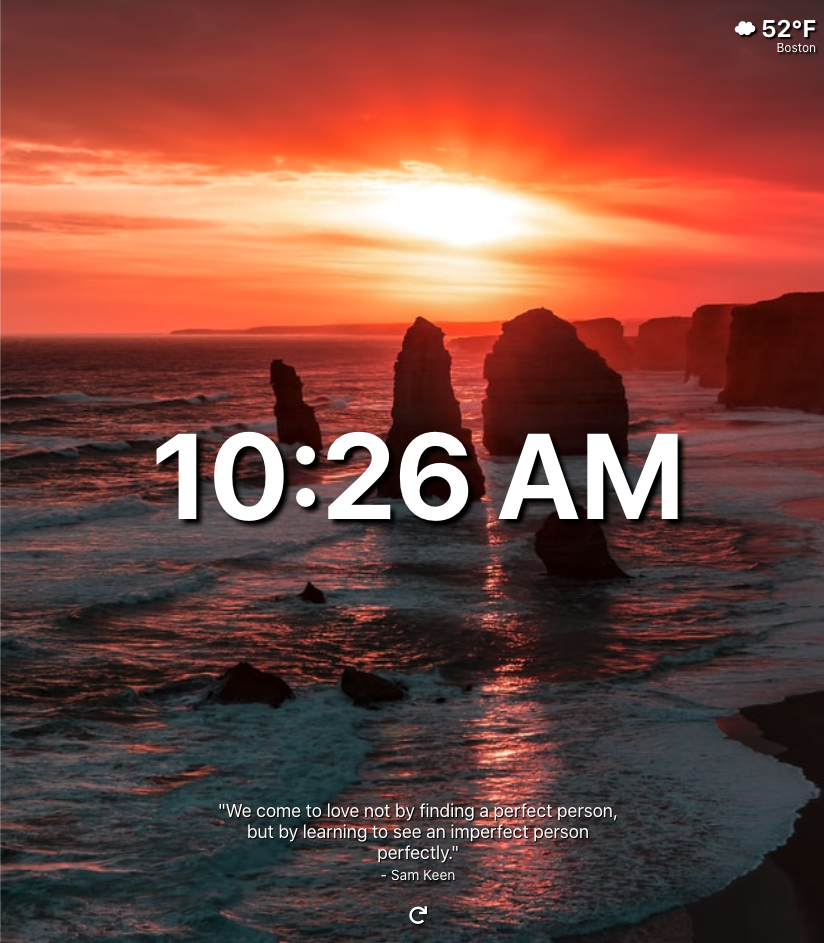 52°F
Boston
10:26 AM
"We come to love not by finding a perfect person,
but by learning to see an imperfect person
perfectly."
- Sam Keen